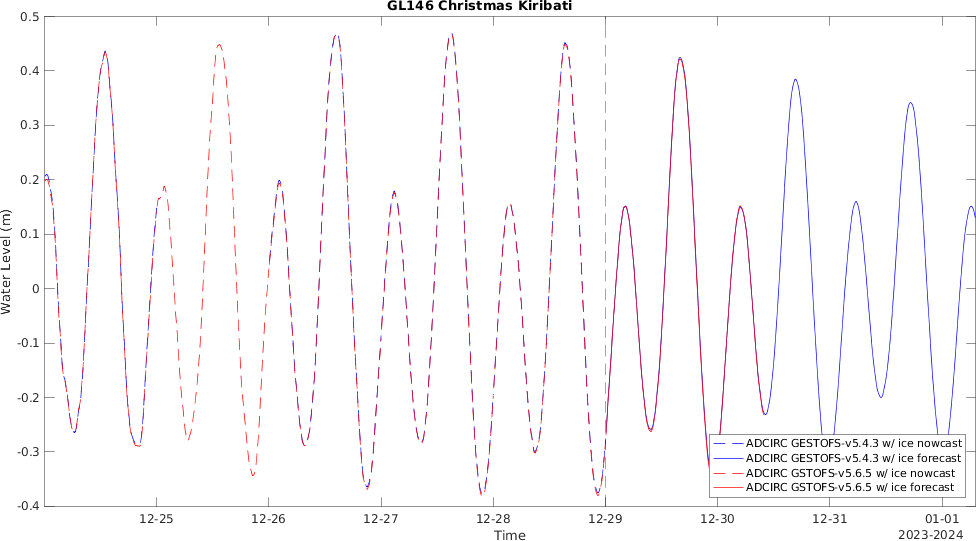 GL146 Christmas Kiribati
0.5
0.4
0.3
0.2
0.1
0
-0.1
-0.2
-0.3
-0.4
Water Level (m)
ADCIRC GESTOFS-v5.4.3 w/ ice nowcast
ADCIRC GESTOFS-v5.4.3 w/ ice forecast
ADCIRC GSTOFS-v5.6.5 w/ ice nowcast
ADCIRC GSTOFS-v5.6.5 w/ ice forecast
12-25 12-26 12-27 12-28 12-29 12-30 12-31 01-01
Time
2023-2024